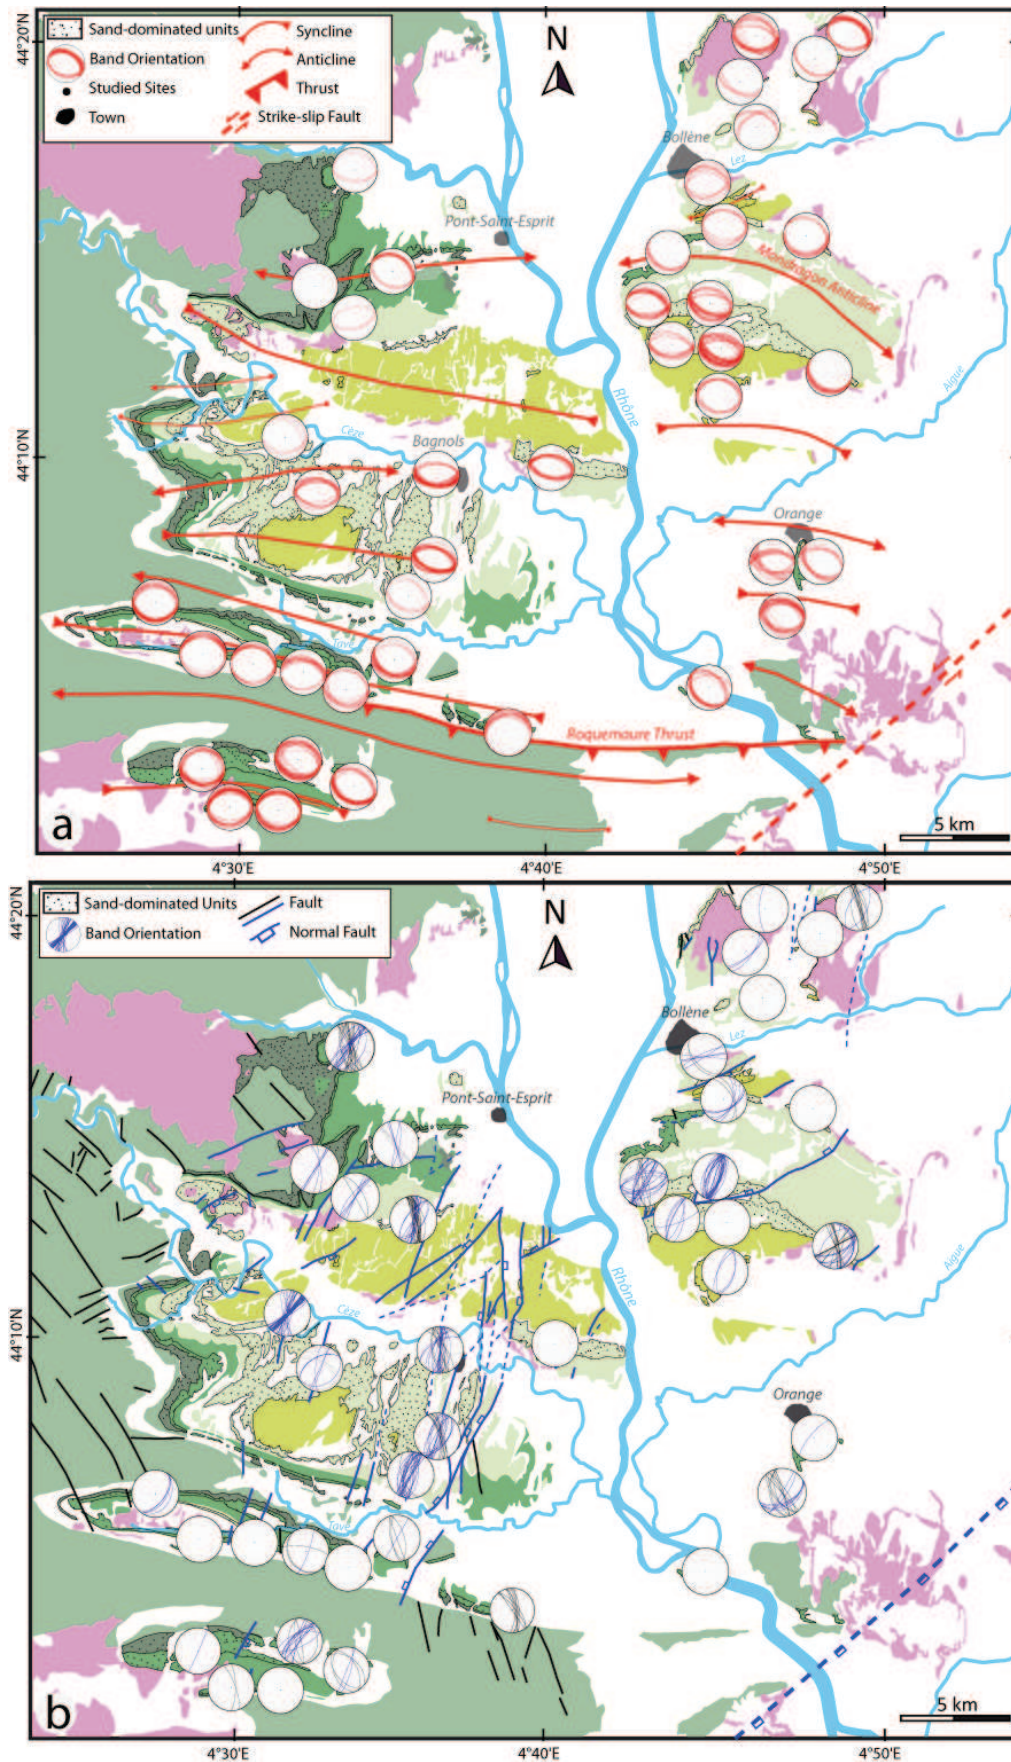 44°20'N
Sand-dominated units
Band Orientation
Studied Sites
Town
Syncline
Anticline
Thrust
Strike-slip Fault
N
Bollène
Lez
Pont-Saint-Esprit
Mondragon Anticline
Aigue
Rhône
44°10'N
Cèze
Bagnols
Orange
Tave
Roquemaure Thrust
a
5 km
4°30'E
4°40'E
4°50'E
44°20'N
Sand-dominated Units
Band Orientation
Fault
Normal Fault
N
Bollène
Lez
Pont-Saint-Esprit
Aigue
Rhône
44°10'N
Cèze
Orange
Tave
b
5 km
4°30'E
4°40'E
4°50'E